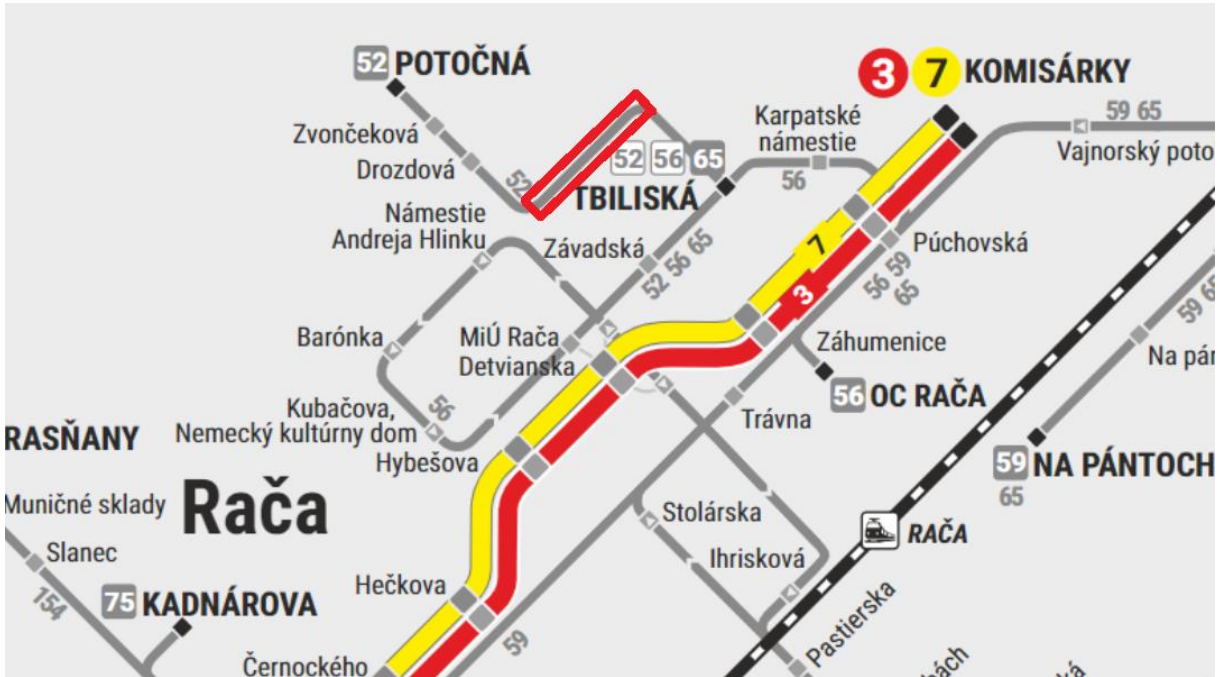 52 POTOČNÁ
3 7 KOMISÁRKY
59 65
Karpatské
námestie
Zvončeková
Vajnorský poto
Drozdová
52 56 65
56
52
TBILISKÁ
Námestie
Andreja Hlinku
Závadská
7
Púchovská
52 56 65
56 59
65
3
59 65
Barónka
MiÚ Rača
Detvianska
Záhumenice
Na pán
56 OC RAČA
56
Kubačova,
Nemecký kultúrny dom
Trávna
RASŇANY
Hybešova
59 NA PÁNTOCH
65
Muničné sklady
Rača
Stolárska
RAČA
Slanec
Ihrisková
Hečkova
154
75 KADNÁROVA
59
Pastierska
Černockého